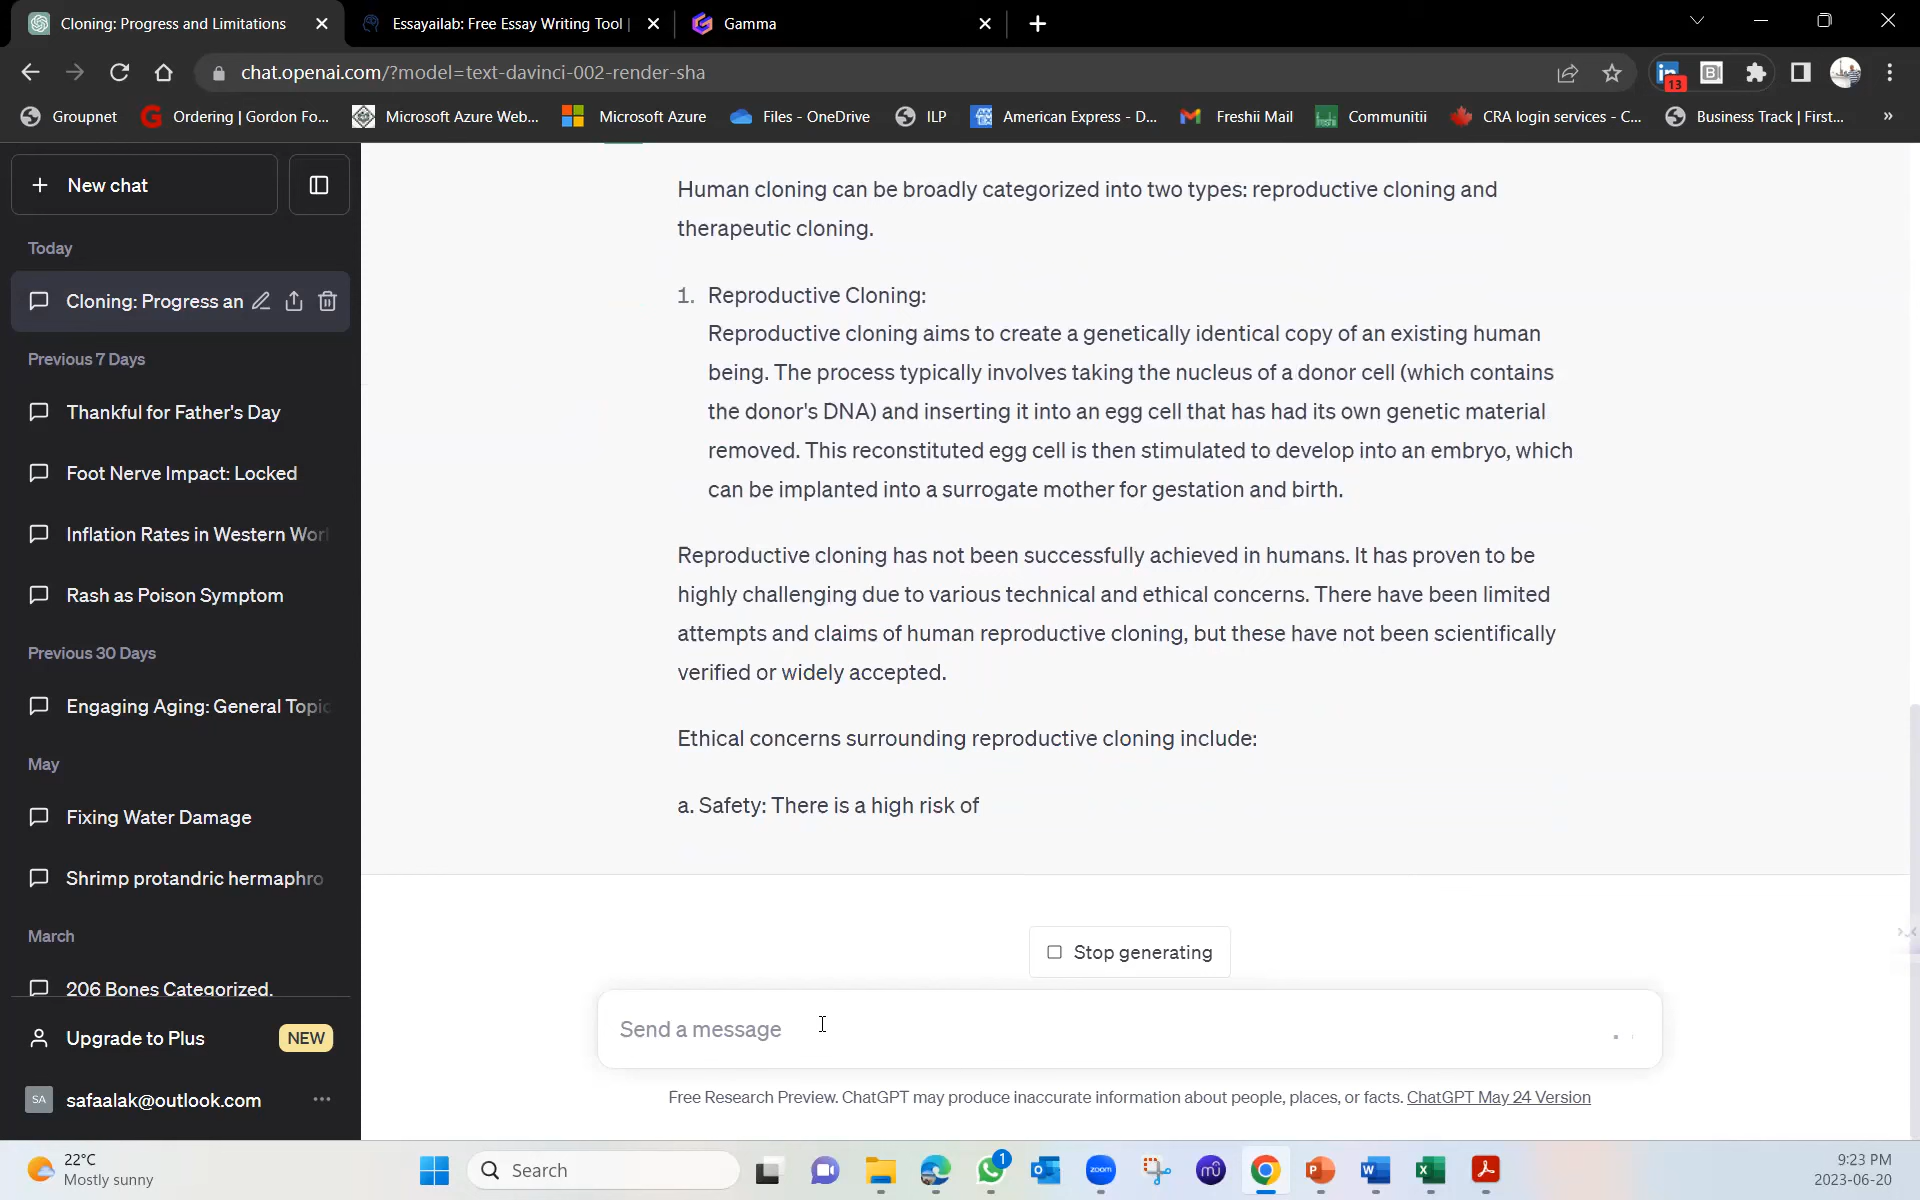 Cloning: Progress and Limitations
Essayailab: Free Essay Writing Tool |
Gamma
chat.openai.com/?model=text-davinci-002-render-sha
13
Groupnet
Ordering | Gordon Fo...
Microsoft Azure Web...
Microsoft Azure
Files - OneDrive
ILP
American Express - D...
Freshii Mail
Communitii
CRA login services - C...
Business Track | First...
»
+ New chat
Today
Cloning: Progress an
Previous 7 Days
Thankful for Father's Day
Foot Nerve Impact: Locked
Inflation Rates in Western Worl
Rash as Poison Symptom
Previous 30 Days
Engaging Aging: General Topic
May
Fixing Water Damage
Shrimp protandric hermaphro
March
206 Bones Categorized.
Upgrade to Plus
NEW
SA
safaalak@outlook.com
...
Human cloning can be broadly categorized into two types: reproductive cloning and
therapeutic cloning.
1. Reproductive Cloning:
Reproductive cloning aims to create a genetically identical copy of an existing human
being. The process typically involves taking the nucleus of a donor cell (which contains
the donor's DNA) and inserting it into an egg cell that has had its own genetic material
removed. This reconstituted egg cell is then stimulated to develop into an embryo, which
can be implanted into a surrogate mother for gestation and birth.
Reproductive cloning has not been successfully achieved in humans. It has proven to be
highly challenging due to various technical and ethical concerns. There have been limited
attempts and claims of human reproductive cloning, but these have not been scientifically
verified or widely accepted.
Ethical concerns surrounding reproductive cloning include:
a. Safety: There is a high risk of
Stop generating
Send a message
Free Research Preview. ChatGPT may produce inaccurate information about people, places, or facts. ChatGPT May 24 Version
22°C
Mostly sunny
Search
1
zoom
9:23 PM
2023-06-20